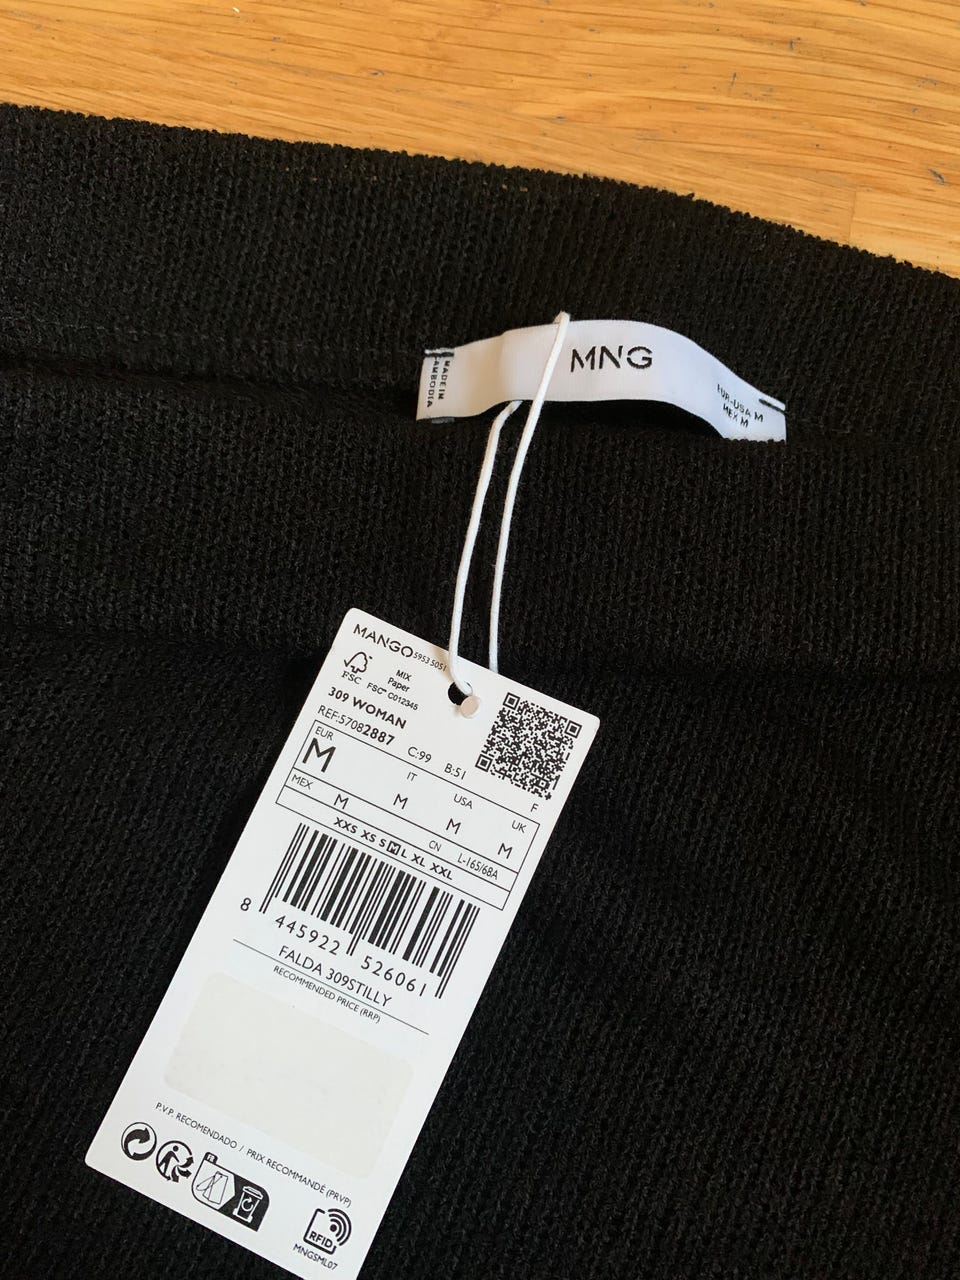 MNG
MADE IN
CAMBODIA
EUR-USA M
MEX M
MANGO 5953 5051
FSC
MIX
Paper
FSC® C012345
309 WOMAN
REF:57082887 C:99 B:51 F
EUR IT USA UK
M M M M
MEX M CN L-165/68A
XXS XS S M L XL XXL
8 445922 526061
FALDA 309STILLY
RECOMMENDED PRICE (RRP)
P.V.P. RECOMENDADO / PRIX RECOMMANDÉ (PRVP)
FR
RFID
MNGSML07